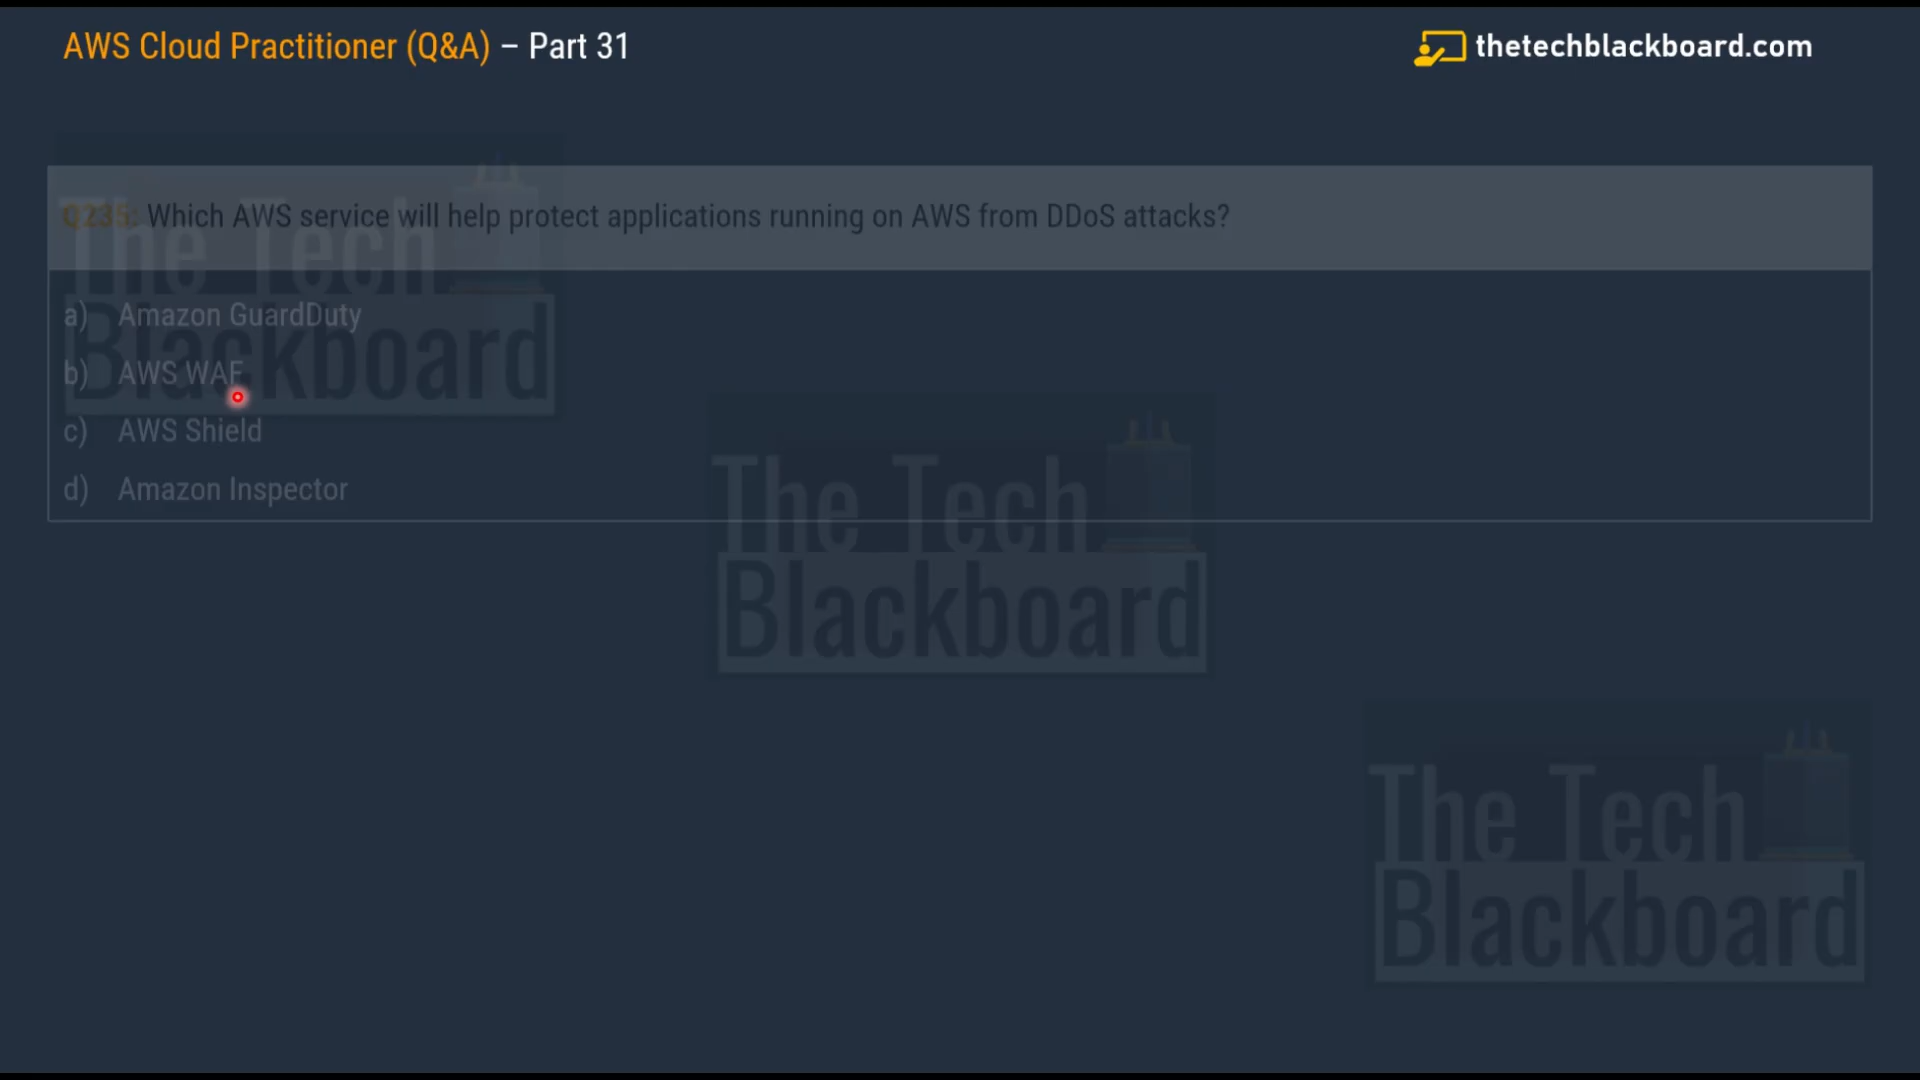 AWS Cloud Practitioner (Q&A) – Part 31
thetechblackboard.com
Q235: Which AWS service will help protect applications running on AWS from DDoS attacks?
a) Amazon GuardDuty
b) AWS WAF
c) AWS Shield
d) Amazon Inspector
The Tech
Blackboard
The Tech
Blackboard
The Tech
Blackboard